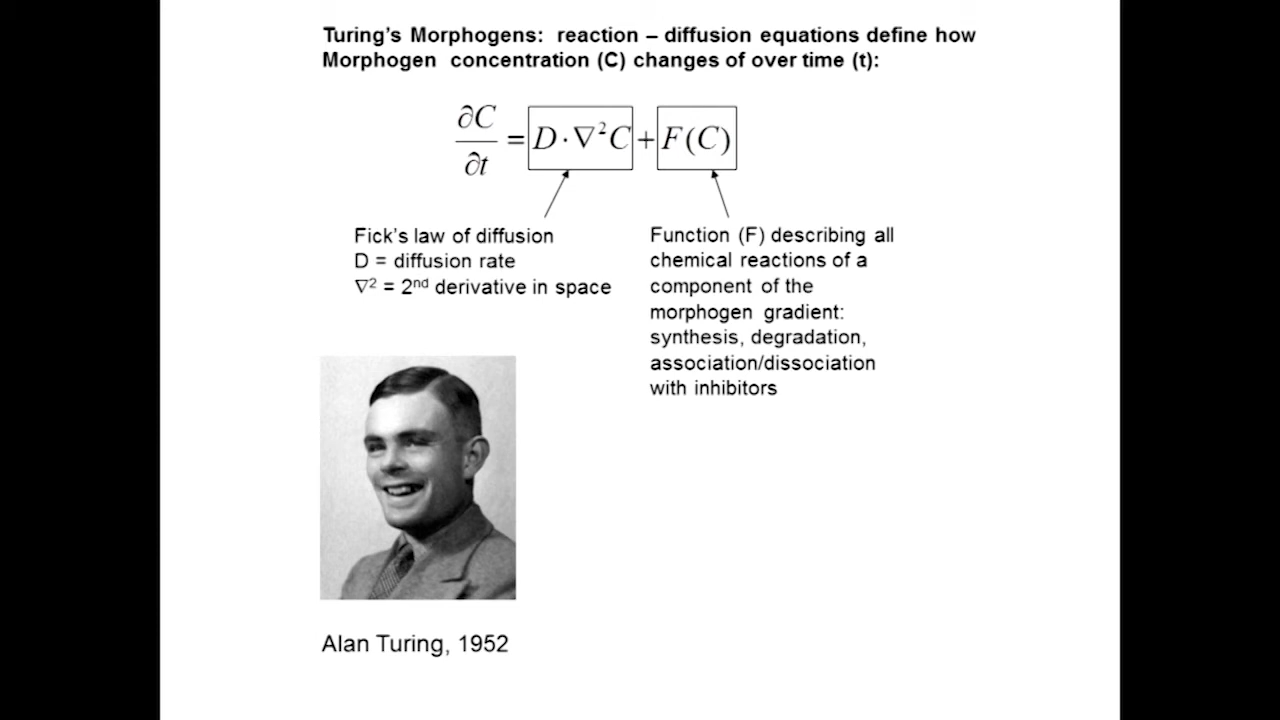 Turing's Morphogens: reaction – diffusion equations define how
Morphogen concentration (C) changes of over time (t):
∂C/∂t = D·∇²C + F(C)
Fick's law of diffusion
D = diffusion rate
∇² = 2nd derivative in space
Function (F) describing all
chemical reactions of a
component of the
morphogen gradient:
synthesis, degradation,
association/dissociation
with inhibitors
Alan Turing, 1952